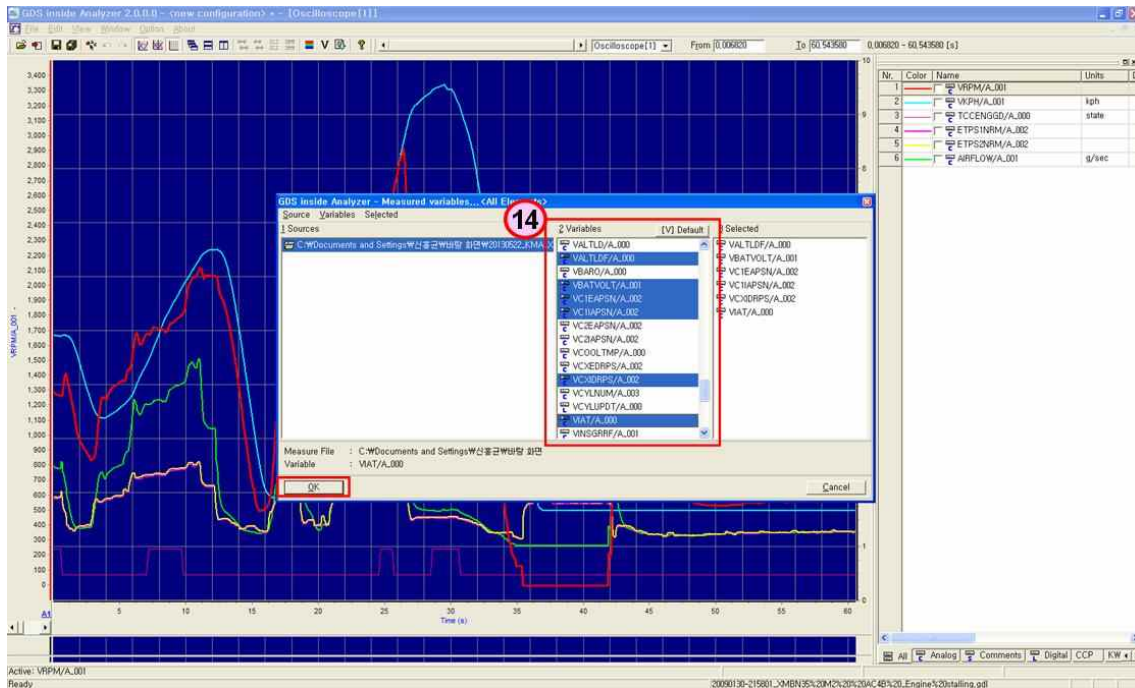 GDS inside Analyzer 2.0.0.0 - <new configuration> * - [Oscilloscope[1]]
File Edit View Window Option About
Oscilloscope[1]
From 0,006820
To 60,543580
0,006820 - 60,543580 [s]
Nr. Color Name Units
1 VRPM/A_001
2 VKPH/A_001 kph
3 TCCENGGD/A_000 state
4 ETPS1NRM/A_002
5 ETPS2NRM/A_002
6 AIRFLOW/A_001 g/sec
3,400
3,300
3,200
3,100
3,000
2,900
2,800
2,700
2,600
2,500
2,400
2,300
2,200
2,100
2,000
1,900
1,800
1,700
1,600
1,500
1,400
1,300
1,200
1,100
1,000
900
800
700
600
500
400
300
200
100
0
VRPM/A_001 -
10
9
8
1
0
GDS inside Analyzer - Measured variables... <All Elements>
Source Variables Selected
14
1 Sources
C:₩Documents and Settings₩신홍균₩바탕 화면₩20130522_KMA_X
2 Variables
[V] Default
Selected
VALTLD/A_000
VALTLDF/A_000
VBARO/A_000
VBATVOLT/A_001
VC1EAPSN/A_002
VC1IAPSN/A_002
VC2EAPSN/A_002
VC2IAPSN/A_002
VCOOLTMP/A_000
VCXEDRPS/A_002
VCXIDRPS/A_002
VCYLNUM/A_003
VCYLUPDT/A_000
VIAT/A_000
VINSGRRF/A_001
VALTLDF/A_000
VBATVOLT/A_001
VC1EAPSN/A_002
VC1IAPSN/A_002
VCXIDRPS/A_002
VIAT/A_000
Measure File : C:₩Documents and Settings₩신홍균₩바탕 화면
Variable : VIAT/A_000
OK
Cancel
A1
5 10 15 20 25 30 35 40 45 50 55 60
Time (s)
All Analog Comments Digital CCP KW
Active: VRPM/A_001
Ready